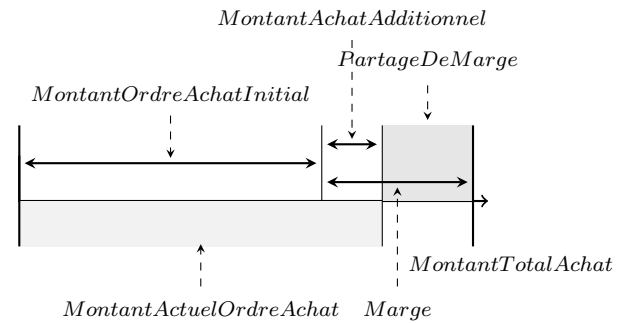 MontantAchatAdditionnel
PartageDeMarge
MontantOrdreAchatInitial
MontantTotalAchat
MontantActuelOrdreAchat
Marge